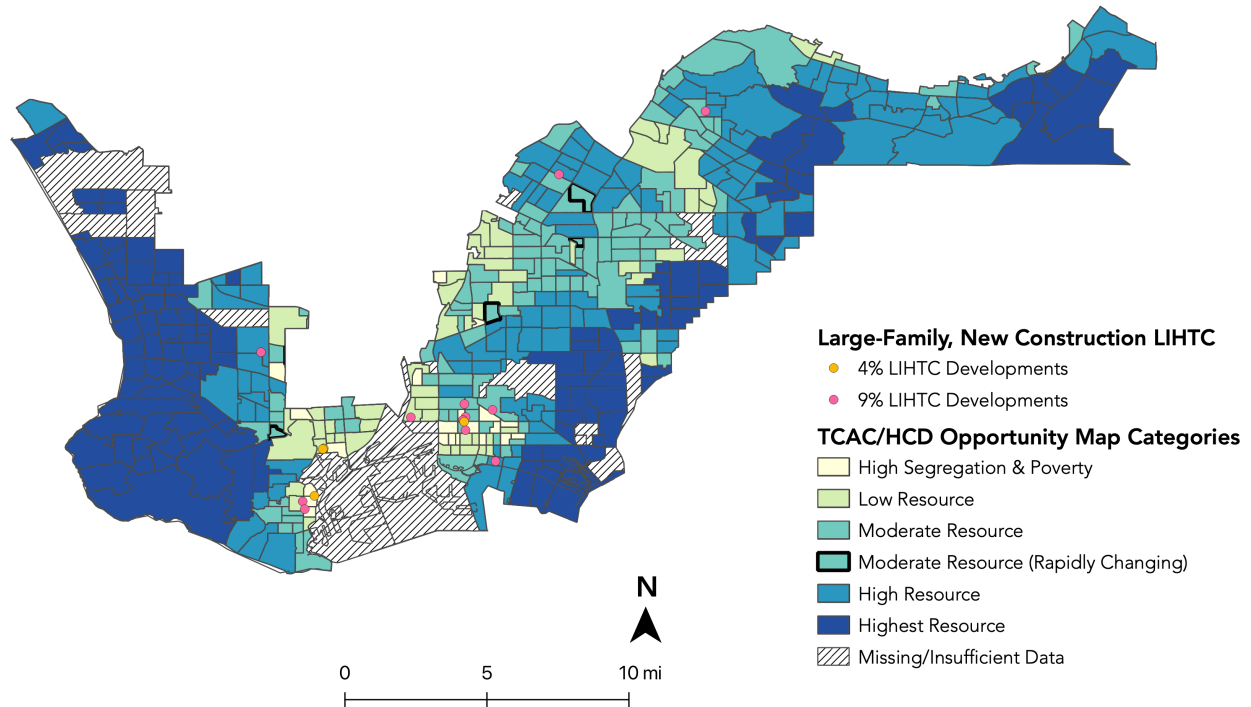 Large-Family, New Construction LIHTC
4% LIHTC Developments
9% LIHTC Developments
TCAC/HCD Opportunity Map Categories
High Segregation & Poverty
Low Resource
Moderate Resource
Moderate Resource (Rapidly Changing)
High Resource
Highest Resource
Missing/Insufficient Data
N
0 5 10 mi